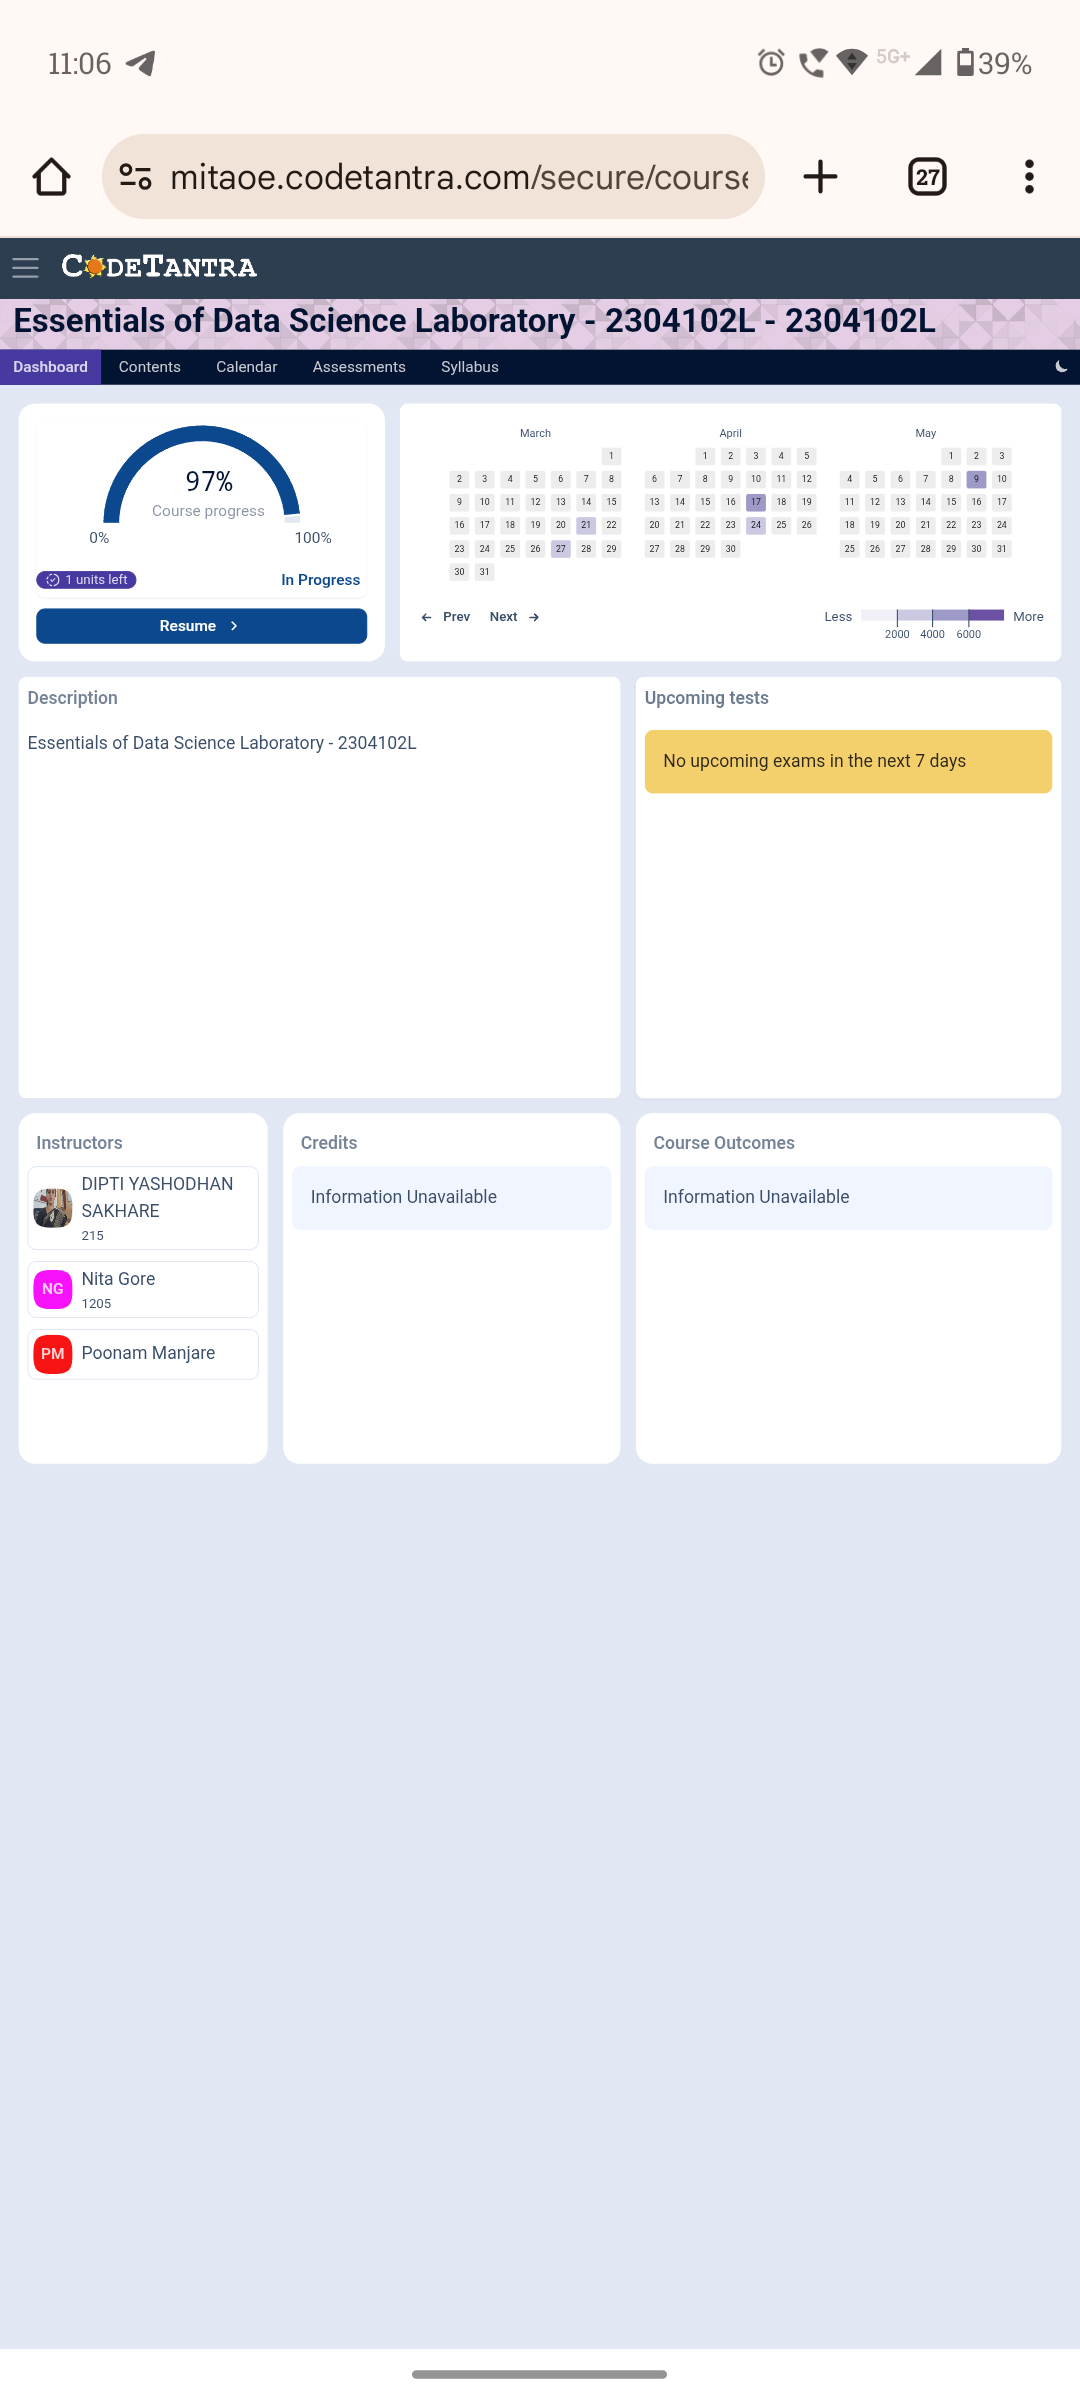 11:06
5G+
39%
mitaoe.codetantra.com/secure/course
27
CODETANTRA
Essentials of Data Science Laboratory - 2304102L - 2304102L
Dashboard Contents Calendar Assessments Syllabus
97%
Course progress
0% 100%
1 units left In Progress
Resume
March
1
2 3 4 5 6 7 8
9 10 11 12 13 14 15
16 17 18 19 20 21 22
23 24 25 26 27 28 29
30 31
April
1 2 3 4 5
6 7 8 9 10 11 12
13 14 15 16 17 18 19
20 21 22 23 24 25 26
27 28 29 30
May
1 2 3
4 5 6 7 8 9 10
11 12 13 14 15 16 17
18 19 20 21 22 23 24
25 26 27 28 29 30 31
Prev Next
Less More
2000 4000 6000
Description
Essentials of Data Science Laboratory - 2304102L
Upcoming tests
No upcoming exams in the next 7 days
Instructors
DIPTI YASHODHAN
SAKHARE
215
NG
Nita Gore
1205
PM
Poonam Manjare
Credits
Information Unavailable
Course Outcomes
Information Unavailable